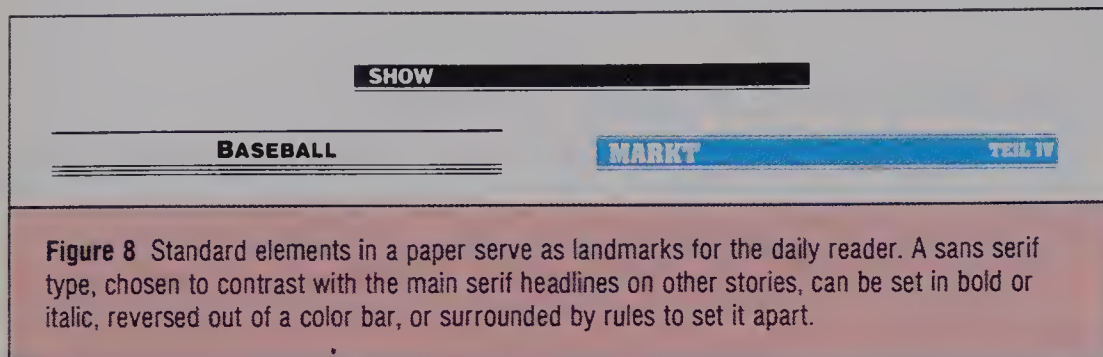 SHOW
BASEBALL
MARKT TEIL IV
Figure 8 Standard elements in a paper serve as landmarks for the daily reader. A sans serif
type, chosen to contrast with the main serif headlines on other stories, can be set in bold or
italic, reversed out of a color bar, or surrounded by rules to set it apart.